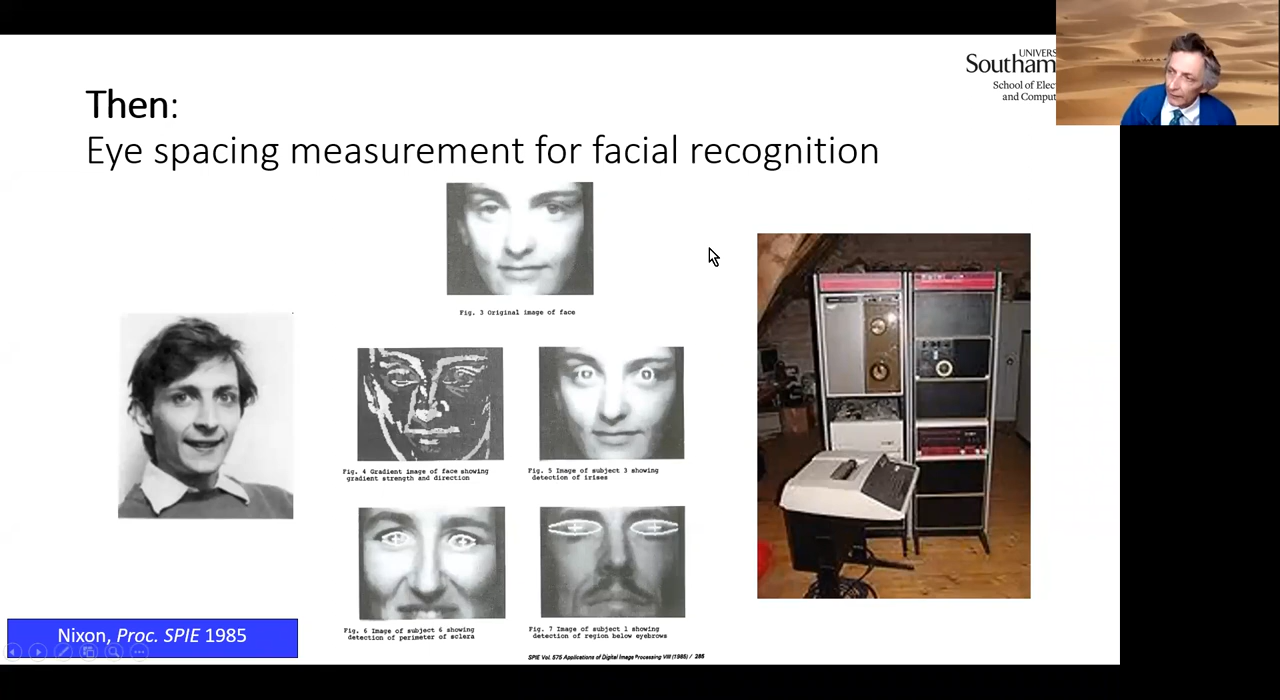 Then:
Eye spacing measurement for facial recognition
UNIVERS
Southam
School of Elec
and Comput
Fig. 3 Original image of face
Fig. 4 Gradient image of face showing
gradient strength and direction
Fig. 5 Image of subject 3 showing
detection of irises
Fig. 6 Image of subject 6 showing
detection of perimeter of sclera
Fig. 7 Image of subject 1 showing
detection of region below eyebrows
SPIE Vol. 575 Applications of Digital Image Processing VIII (1985) / 285
Nixon, Proc. SPIE 1985